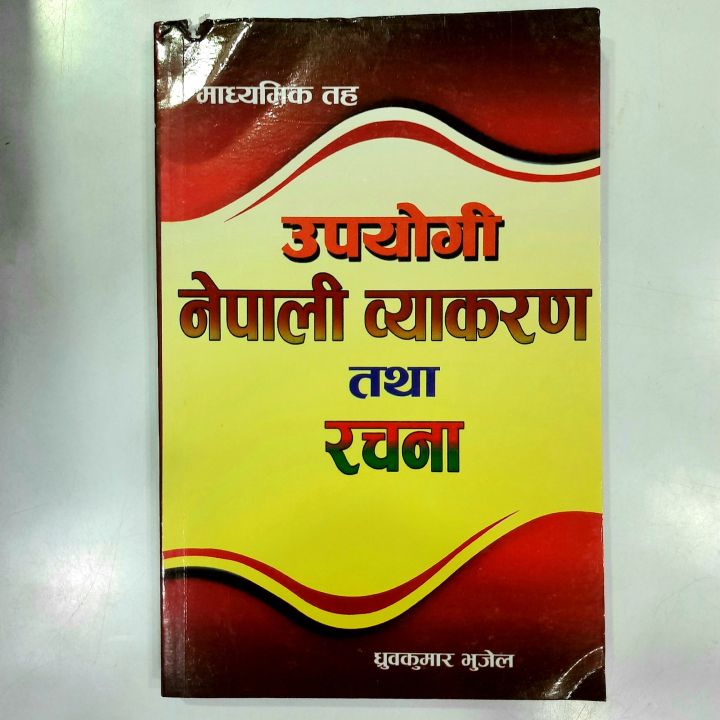 माध्यमिक तह
उपयोगी
नेपाली व्याकरण
तथा
रचना
ध्रुवकुमार भुजेल